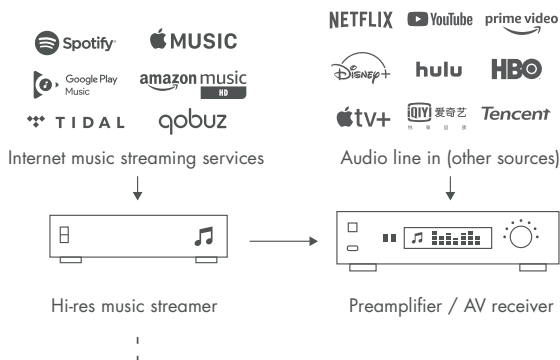 Spotify
MUSIC
Google Play
Music
amazon music
HD
TIDAL
qobuz
Internet music streaming services
NETFLIX
YouTube
prime video
Disney+
hulu
HBO
tv+
iQIYI 爱奇艺
Tencent
Audio line in (other sources)
Hi-res music streamer
Preamplifier / AV receiver